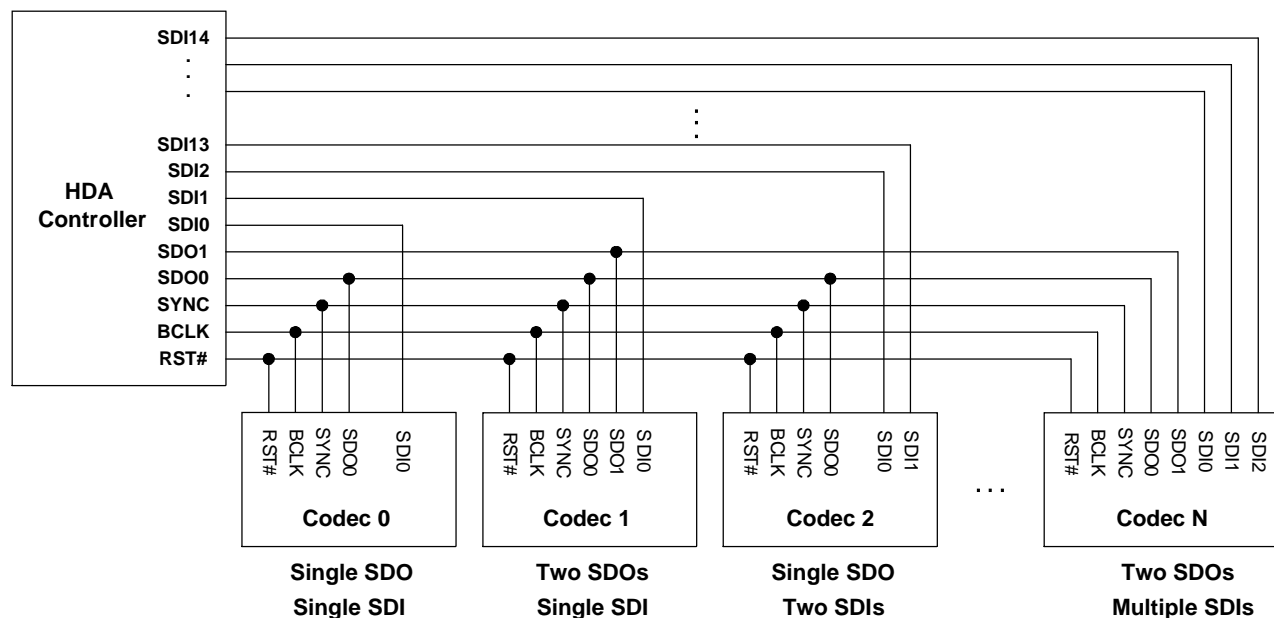 SDI14
.
.
.
SDI13
SDI2
SDI1
SDI0
SDO1
SDO0
SYNC
BCLK
RST#
HDA
Controller
. . .
RST#
BCLK
SYNC
SDO0
SDI0
Codec 0
Single SDO
Single SDI
RST#
BCLK
SYNC
SDO0
SDO1
SDI0
Codec 1
Two SDOs
Single SDI
RST#
BCLK
SYNC
SDO0
SDI0
SDI1
Codec 2
Single SDO
Two SDIs
. . .
RST#
BCLK
SYNC
SDO0
SDO1
SDI0
SDI1
SDI2
Codec N
Two SDOs
Multiple SDIs